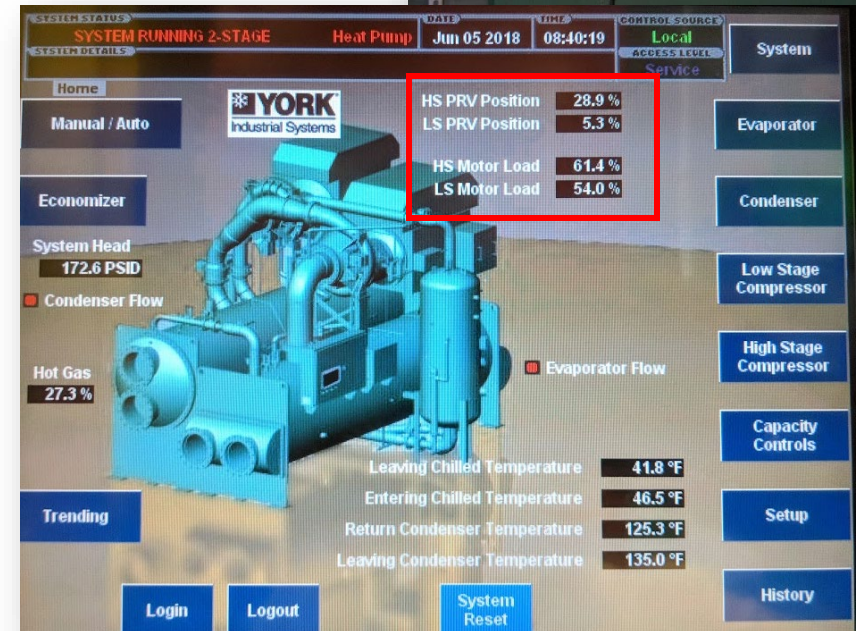 SYSTEM STATUS
SYSTEM RUNNING 2-STAGE Heat Pump
DATE
Jun 05 2018
TIME
08:40:19
CONTROL SOURCE
Local
ACCESS LEVEL
Service
SYSTEM DETAILS
System
Home
Manual / Auto
YORK
Industrial Systems
HS PRV Position 28.9 %
LS PRV Position 5.3 %
HS Motor Load 61.4 %
LS Motor Load 54.0 %
Evaporator
Economizer
Condenser
System Head
172.6 PSID
Condenser Flow
Low Stage
Compressor
High Stage
Compressor
Hot Gas
27.3 %
Evaporator Flow
Capacity
Controls
Leaving Chilled Temperature 41.8 °F
Entering Chilled Temperature 46.5 °F
Return Condenser Temperature 125.3 °F
Leaving Condenser Temperature 135.0 °F
Trending
Setup
Login
Logout
System
Reset
History